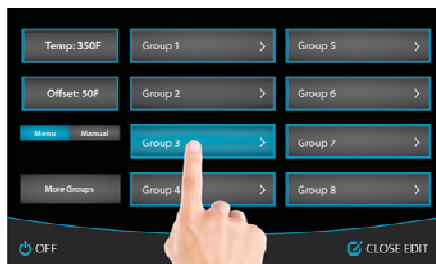 Temp: 350F
Group 1
Group 5
Offset: 50F
Group 2
Group 6
Menu
Manual
Group 3
Group 7
More Groups
Group 4
Group 8
OFF
CLOSE EDIT